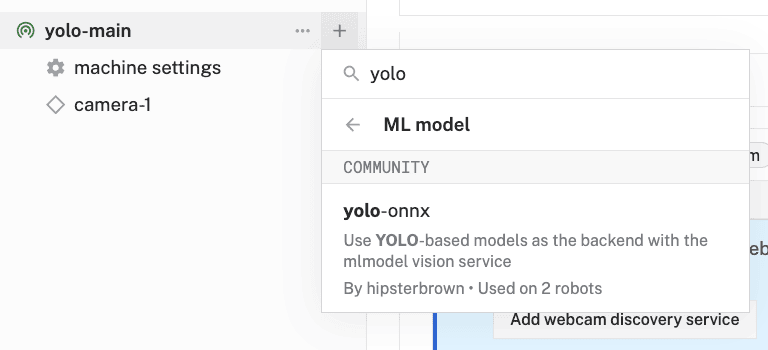 yolo-main
machine settings
camera-1
yolo
ML model
COMMUNITY
yolo-onnx
Use YOLO-based models as the backend with the
mlmodel vision service
By hipsterbrown • Used on 2 robots
m
eb
Add webcam discovery service